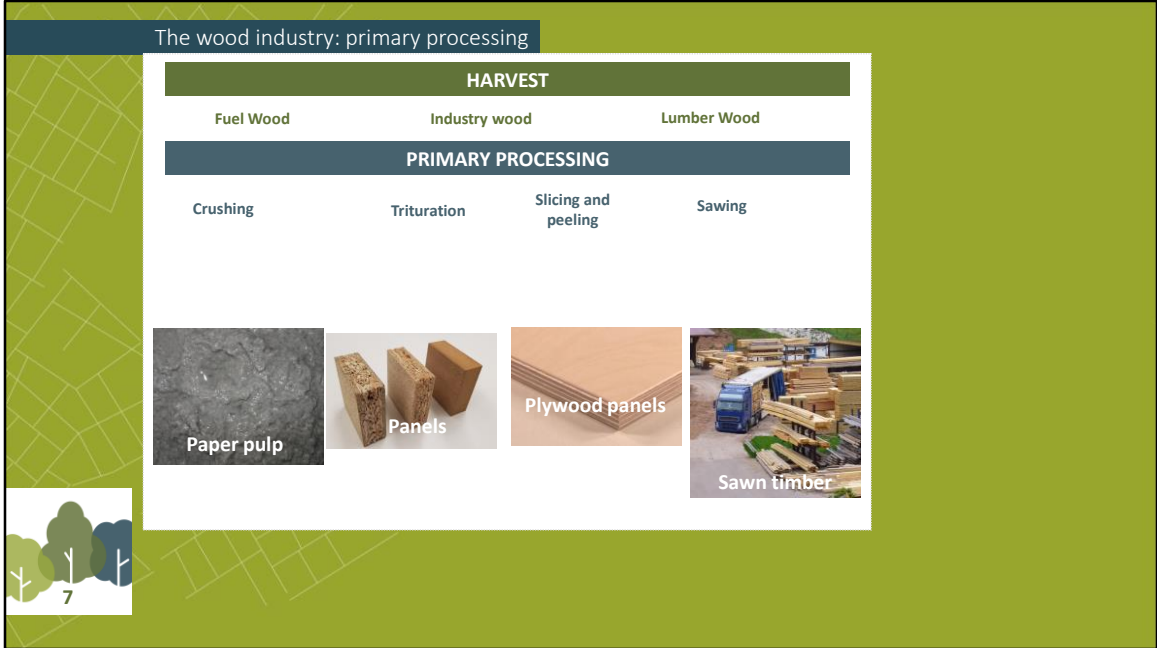 The wood industry: primary processing
HARVEST
Fuel Wood
Industry wood
Lumber Wood
PRIMARY PROCESSING
Crushing
Trituration
Slicing and
peeling
Sawing
Paper pulp
Panels
Plywood panels
Sawn timber
7